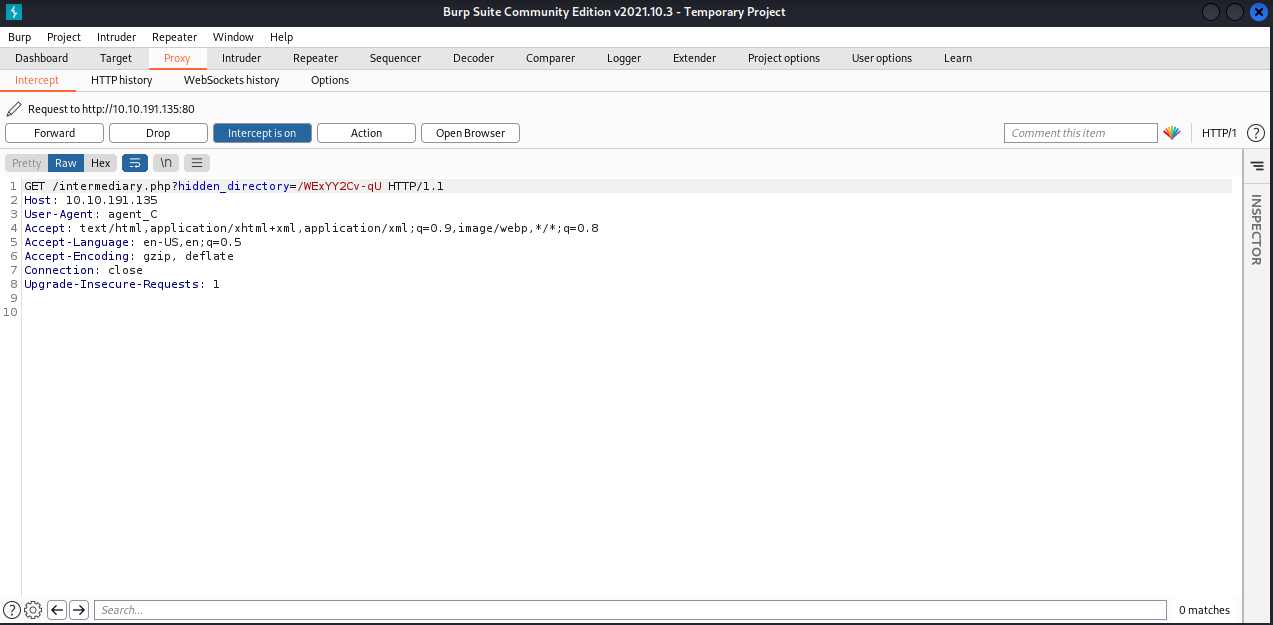 Burp Suite Community Edition v2021.10.3 - Temporary Project
Burp Project Intruder Repeater Window Help
Dashboard Target Proxy Intruder Repeater Sequencer Decoder Comparer Logger Extender Project options User options Learn
Intercept HTTP history WebSockets history Options
Request to http://10.10.191.135:80
Forward Drop Intercept is on Action Open Browser Comment this item HTTP/1 ?
Pretty Raw Hex \n
INSPECTOR
1 GET /intermediary.php?hidden_directory=/WExYY2Cv-qU HTTP/1.1
2 Host: 10.10.191.135
3 User-Agent: agent_C
4 Accept: text/html,application/xhtml+xml,application/xml;q=0.9,image/webp,*/*;q=0.8
5 Accept-Language: en-US,en;q=0.5
6 Accept-Encoding: gzip, deflate
7 Connection: close
8 Upgrade-Insecure-Requests: 1
9
10
? Search... 0 matches